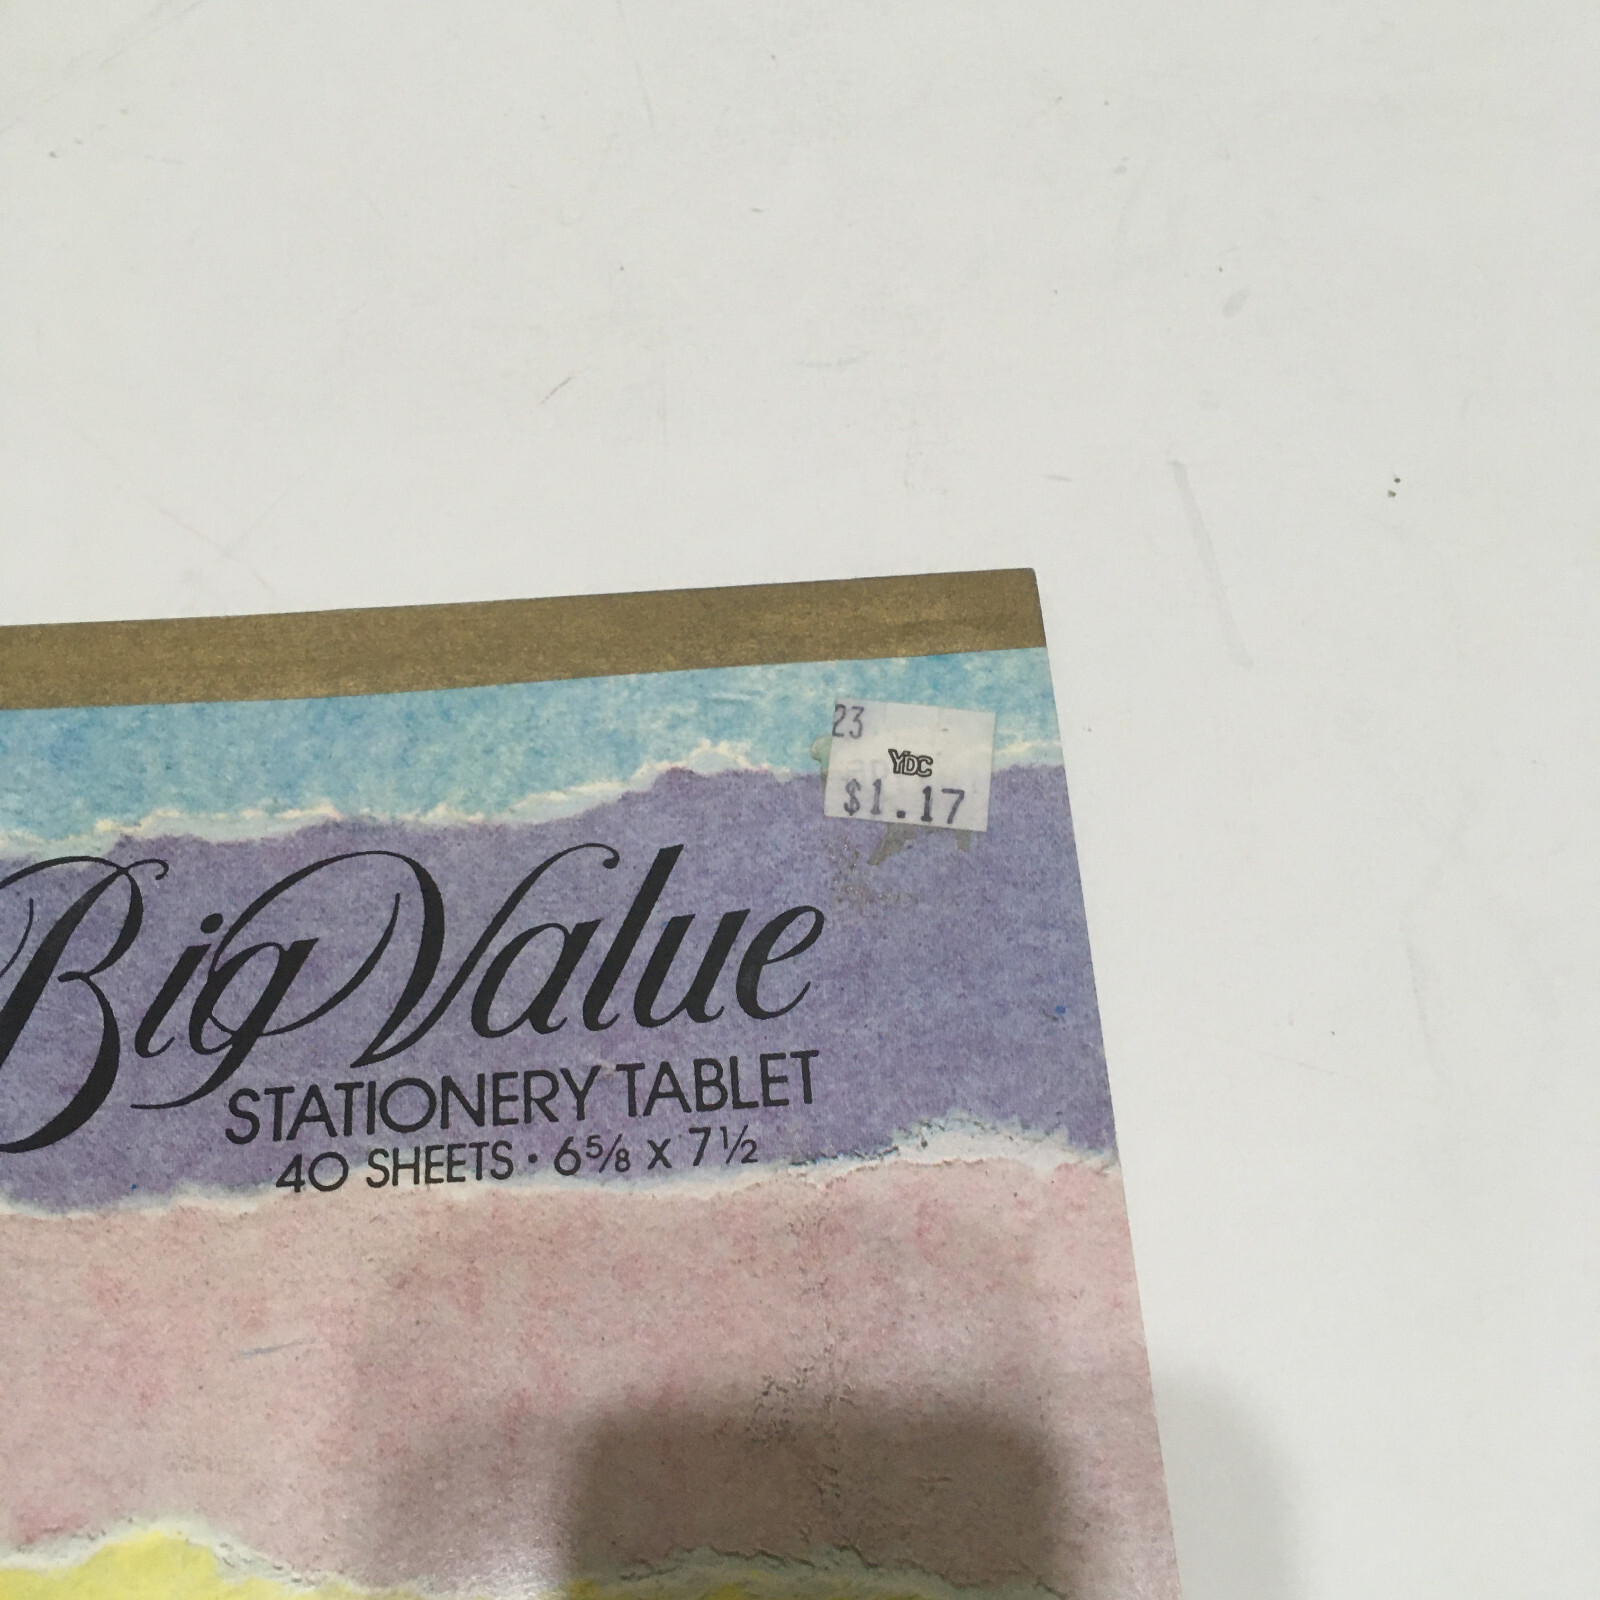 23
YDC
$1.17
Big Value
STATIONERY TABLET
40 SHEETS · 6⅝ X 7½